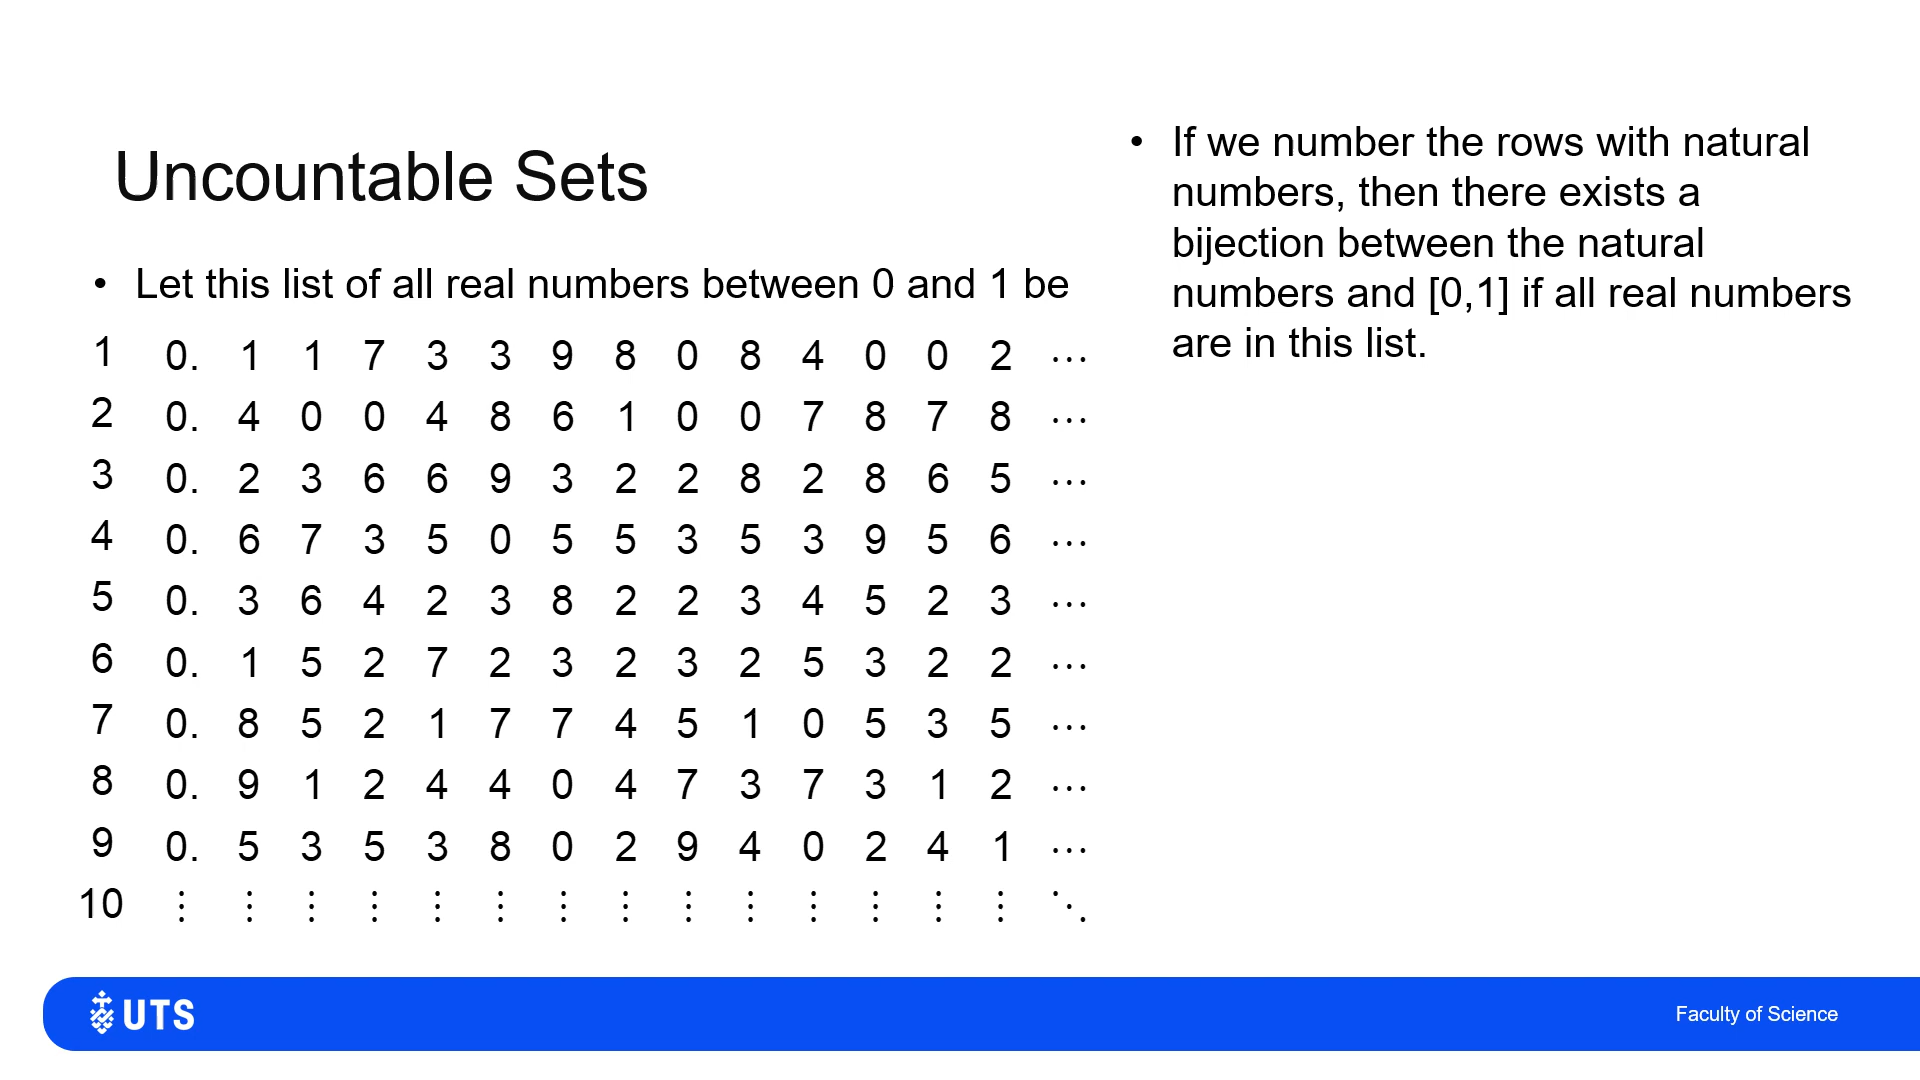 Uncountable Sets
• Let this list of all real numbers between 0 and 1 be
1 0. 1 1 7 3 3 9 8 0 8 4 0 0 2 ⋯
2 0. 4 0 0 4 8 6 1 0 0 7 8 7 8 ⋯
3 0. 2 3 6 6 9 3 2 2 8 2 8 6 5 ⋯
4 0. 6 7 3 5 0 5 5 3 5 3 9 5 6 ⋯
5 0. 3 6 4 2 3 8 2 2 3 4 5 2 3 ⋯
6 0. 1 5 2 7 2 3 2 3 2 5 3 2 2 ⋯
7 0. 8 5 2 1 7 7 4 5 1 0 5 3 5 ⋯
8 0. 9 1 2 4 4 0 4 7 3 7 3 1 2 ⋯
9 0. 5 3 5 3 8 0 2 9 4 0 2 4 1 ⋯
10 ⋮ ⋮ ⋮ ⋮ ⋮ ⋮ ⋮ ⋮ ⋮ ⋮ ⋮ ⋮ ⋮ ⋮ ⋱
• If we number the rows with natural
numbers, then there exists a
bijection between the natural
numbers and [0,1] if all real numbers
are in this list.
UTS
Faculty of Science